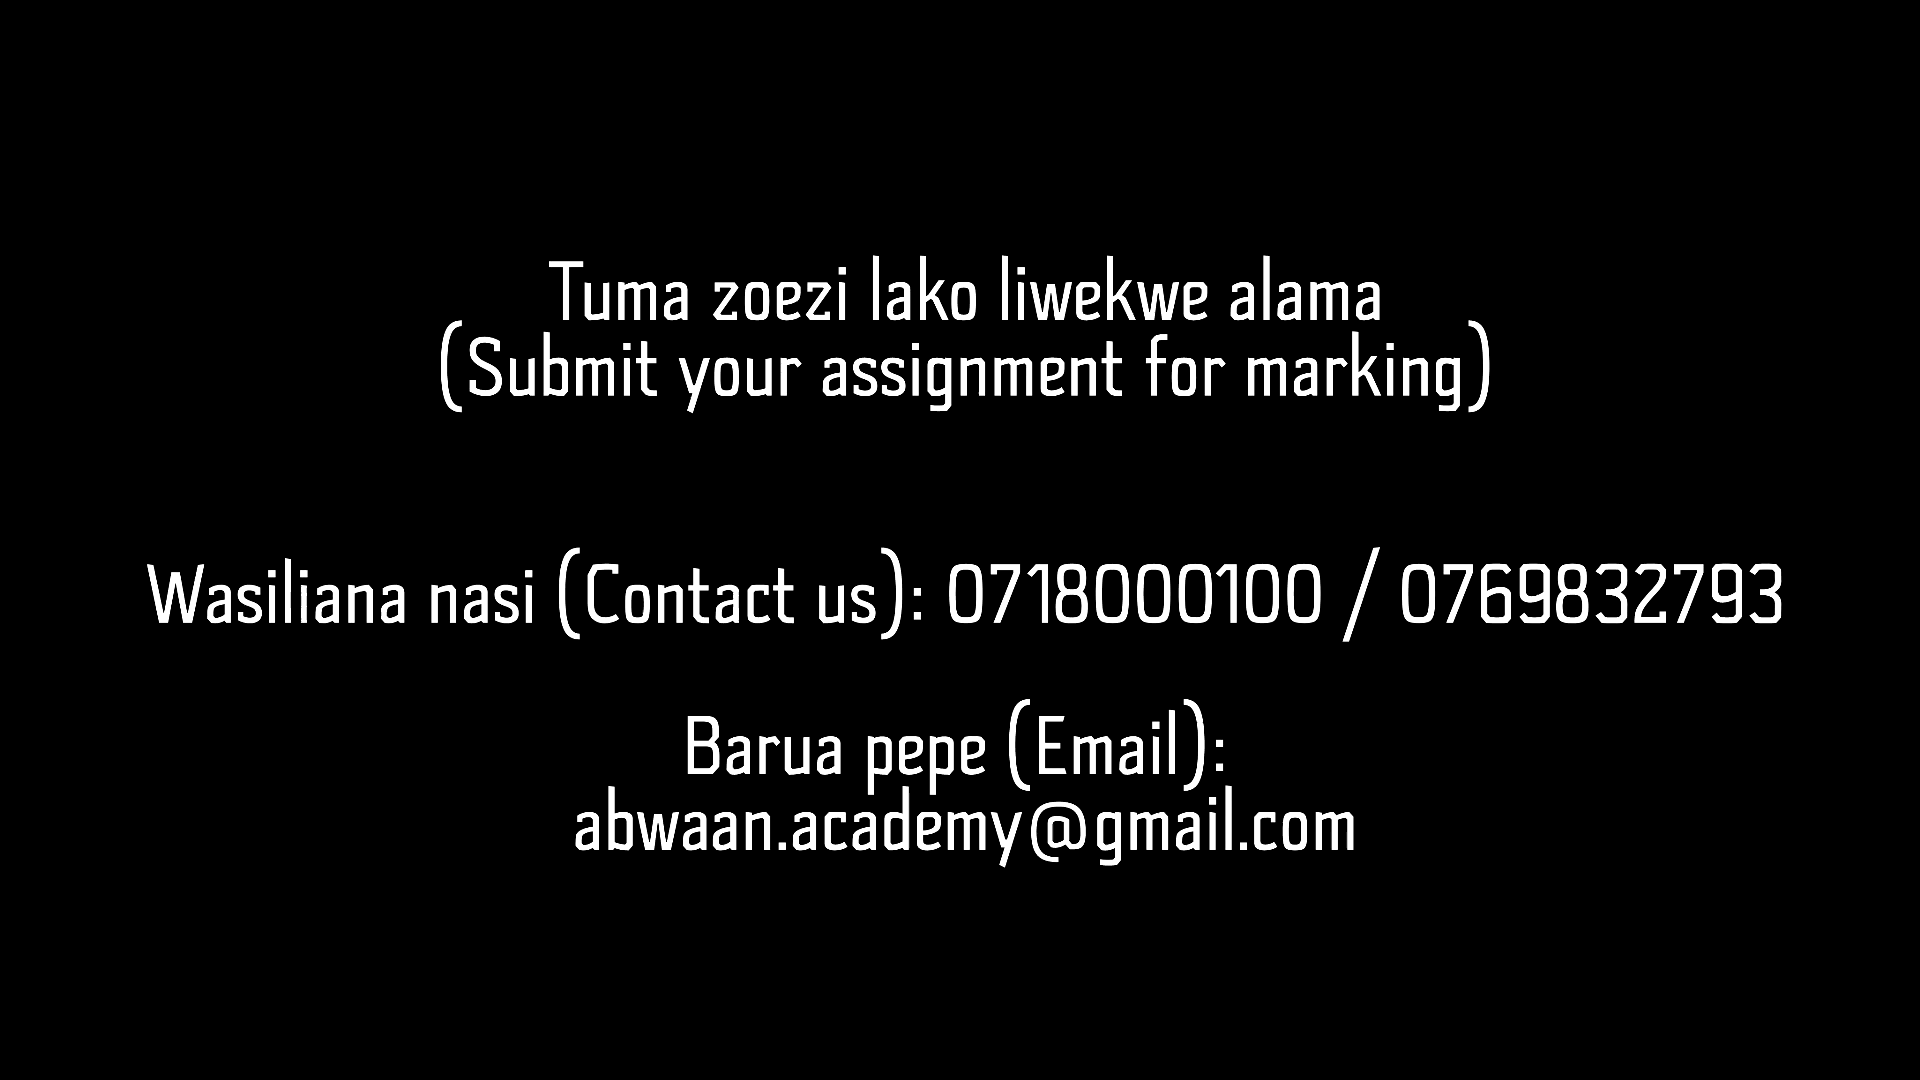 Tuma zoezi lako liwekwe alama
(Submit your assignment for marking)
Wasiliana nasi (Contact us): 0718000100 / 0769832793
Barua pepe (Email):
abwaan.academy@gmail.com